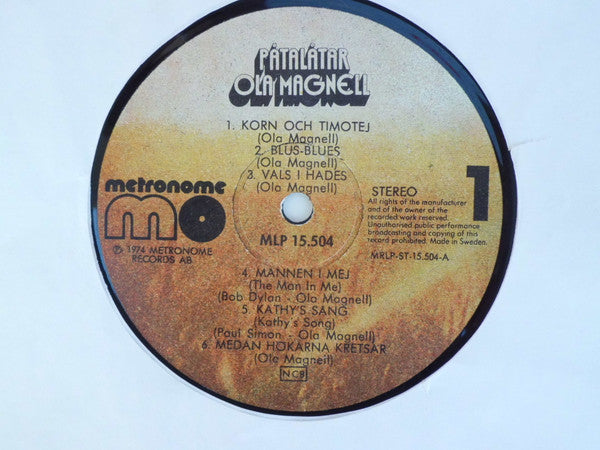 PÅTALÅTAR
OLA MAGNELL
1. KORN OCH TIMOTEJ
(Ola Magnell)
2. BLUS-BLUES
(Ola Magnell)
3. VALS I HADES
(Ola Magnell)
metronome
mo
℗ 1974 METRONOME
RECORDS AB
MLP 15.504
STEREO
1
All rights of the manufacturer
and of the owner of the
recorded work reserved.
Unauthorised public performance
broadcasting and copying of this
record prohibited. Made in Sweden.
MRLP-ST-15.504-A
4. MANNEN I MEJ
(The Man In Me)
(Bob Dylan - Ola Magnell)
5. KATHY'S SANG
(Kathy's Song)
(Paul Simon - Ola Magnell)
6. MEDAN HÖKARNA KRETSAR
(Ola Magnell)
NCB